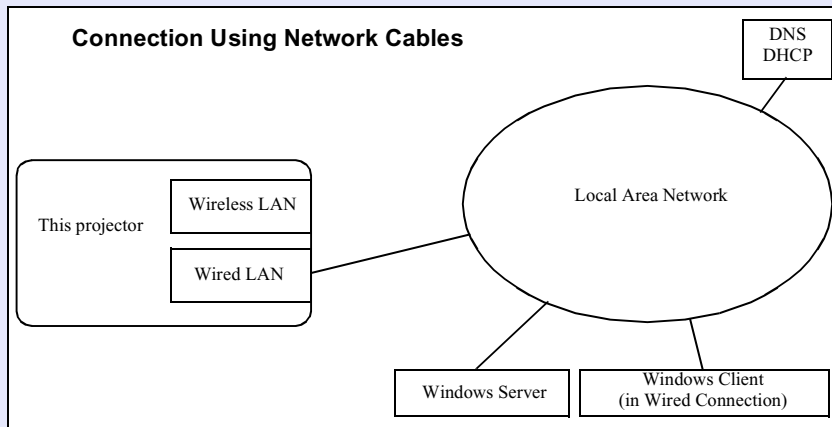 Connection Using Network Cables
DNS
DHCP
Wireless LAN
This projector
Wired LAN
Local Area Network
Windows Server
Windows Client
(in Wired Connection)